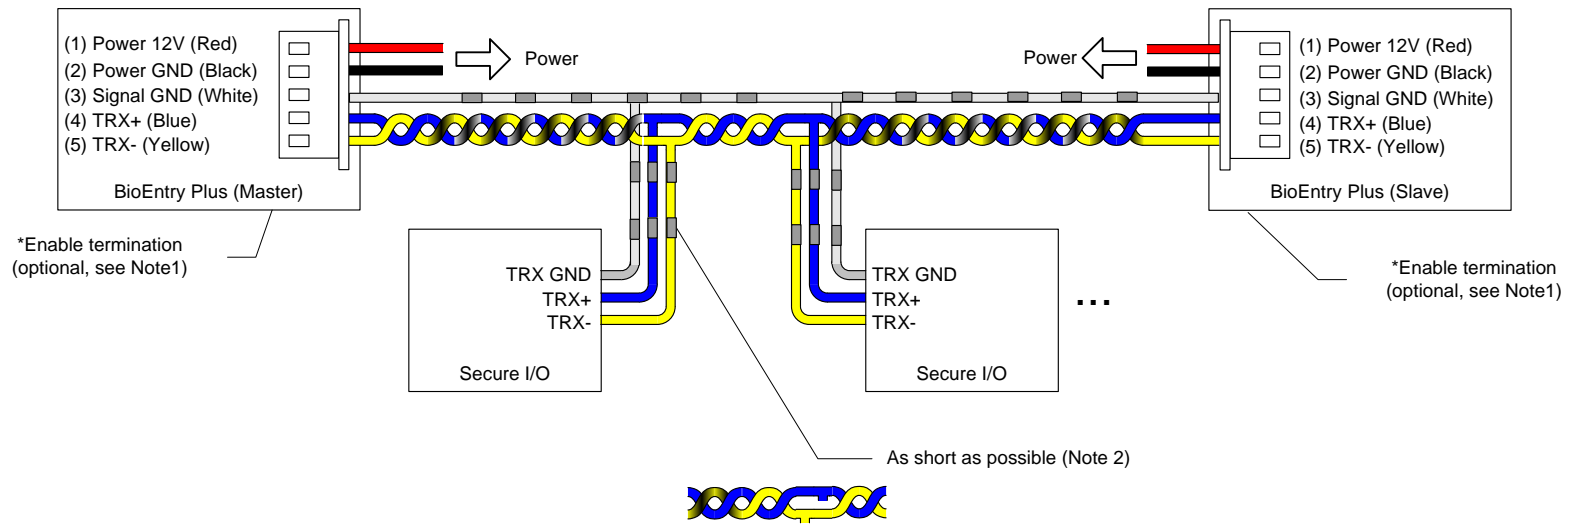 (1) Power 12V (Red)
(2) Power GND (Black)
(3) Signal GND (White)
(4) TRX+ (Blue)
(5) TRX- (Yellow)
BioEntry Plus (Master)
Power
Power
(1) Power 12V (Red)
(2) Power GND (Black)
(3) Signal GND (White)
(4) TRX+ (Blue)
(5) TRX- (Yellow)
BioEntry Plus (Slave)
*Enable termination
(optional, see Note1)
TRX GND
TRX+
TRX-
Secure I/O
TRX GND
TRX+
TRX-
Secure I/O
...
*Enable termination
(optional, see Note1)
As short as possible (Note 2)